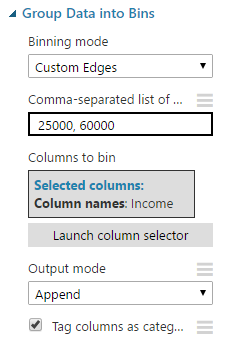 Group Data into Bins
Binning mode
Custom Edges
Comma-separated list of ...
25000, 60000
Columns to bin
Selected columns:
Column names: Income
Launch column selector
Output mode
Append
Tag columns as categ...